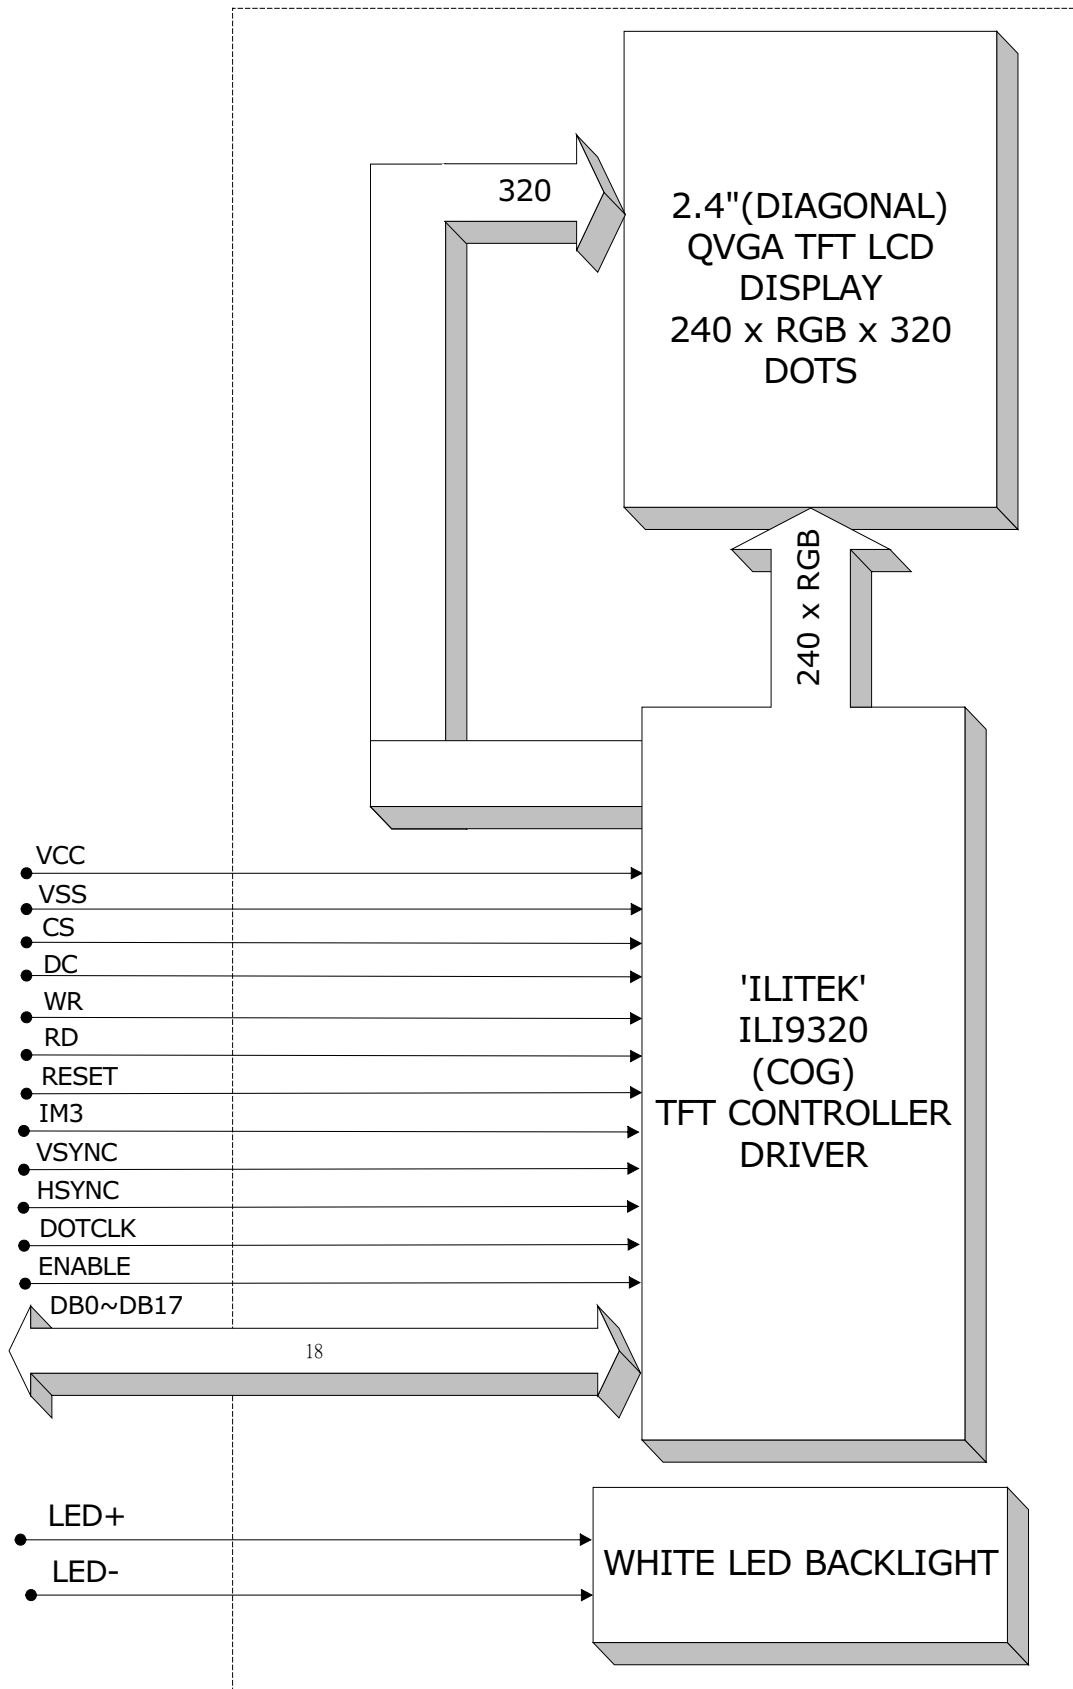 320
2.4"(DIAGONAL)
QVGA TFT LCD
DISPLAY
240 x RGB x 320
DOTS
240 x RGB
VCC
VSS
CS
DC
WR
RD
RESET
IM3
VSYNC
HSYNC
DOTCLK
ENABLE
DB0~DB17
18
'ILITEK'
ILI9320
(COG)
TFT CONTROLLER
DRIVER
LED+
LED-
WHITE LED BACKLIGHT